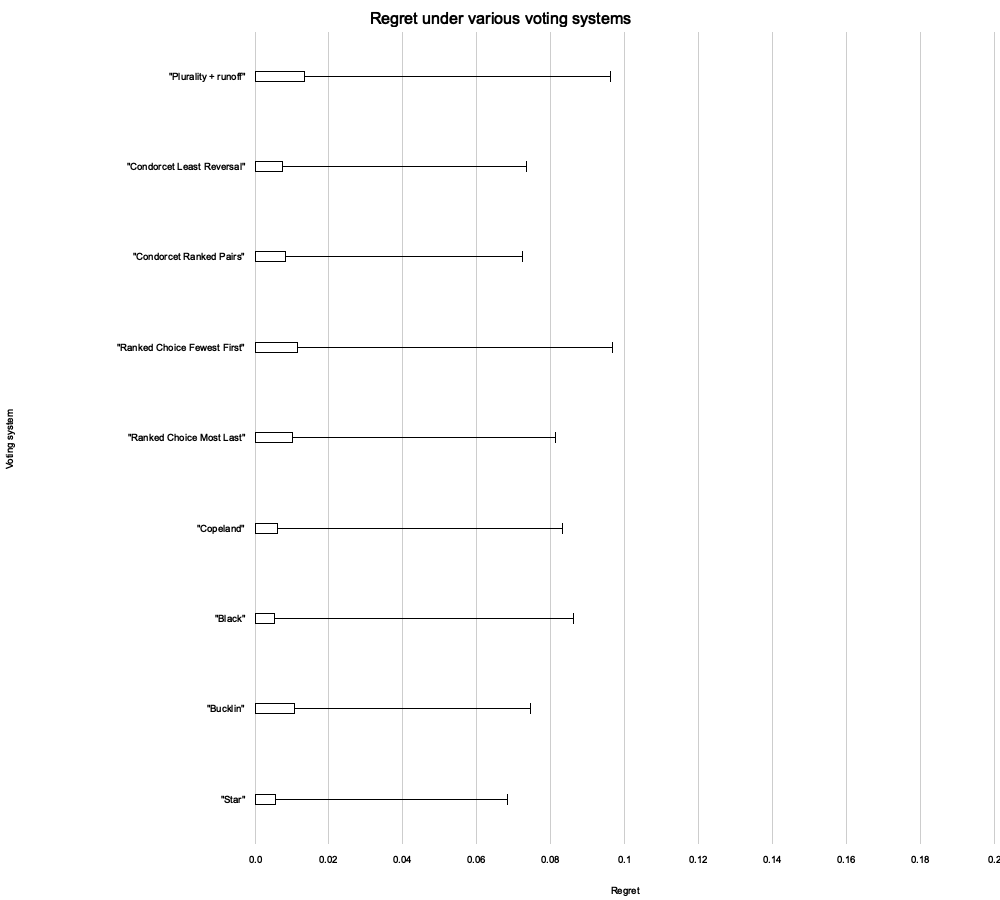 Regret under various voting systems
"Plurality + runoff"
"Condorcet Least Reversal"
"Condorcet Ranked Pairs"
"Ranked Choice Fewest First"
Voting system
"Ranked Choice Most Last"
"Copeland"
"Black"
"Bucklin"
"Star"
0.0 0.02 0.04 0.06 0.08 0.1 0.12 0.14 0.16 0.18 0.2
Regret